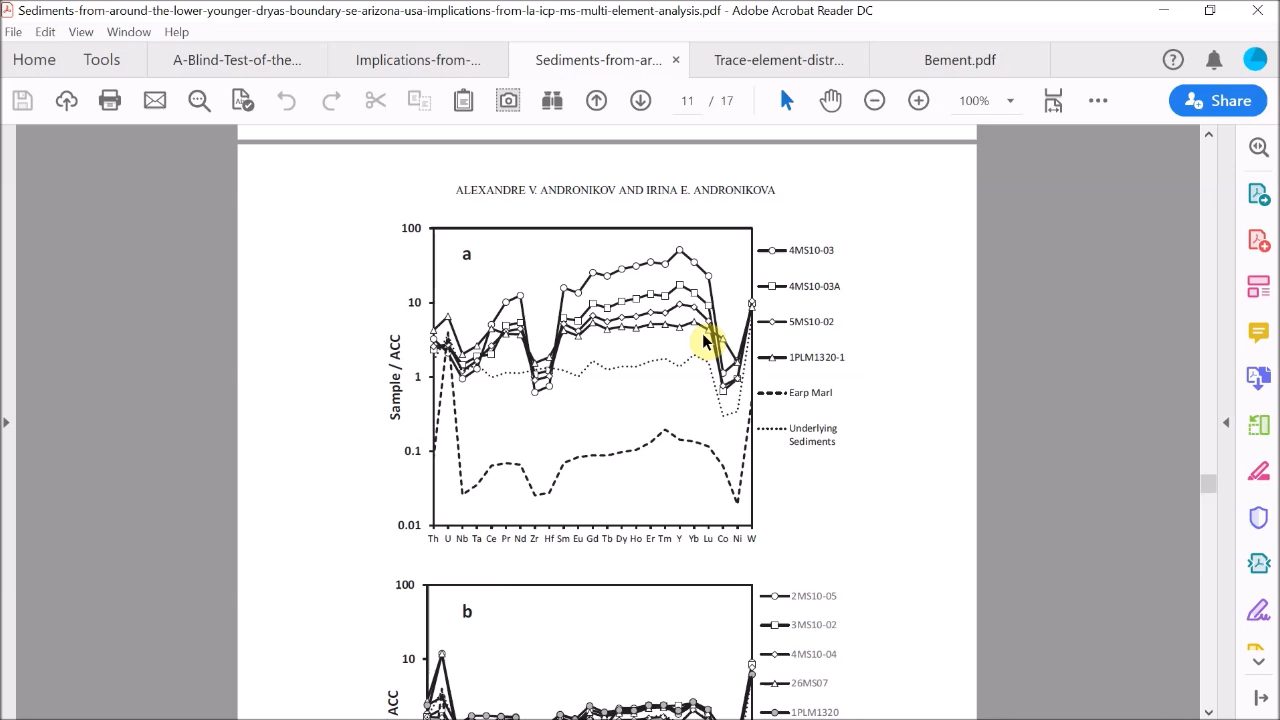 Sediments-from-around-the-lower-younger-dryas-boundary-se-arizona-usa-implications-from-la-icp-ms-multi-element-analysis.pdf - Adobe Acrobat Reader DC
File Edit View Window Help
Home Tools A-Blind-Test-of-the... Implications-from-... Sediments-from-ar... × Trace-element-distr... Bement.pdf
11 / 17 100% Share
ALEXANDRE V. ANDRONIKOV AND IRINA E. ANDRONIKOVA
a
100
10
1
0.1
0.01
Sample / ACC
Th U Nb Ta Ce Pr Nd Zr Hf Sm Eu Gd Tb Dy Ho Er Tm Y Yb Lu Co Ni W
4MS10-03
4MS10-03A
5MS10-02
1PLM1320-1
Earp Marl
Underlying
Sediments
b
100
10
ACC
2MS10-05
3MS10-02
4MS10-04
26MS07
1PLM1320